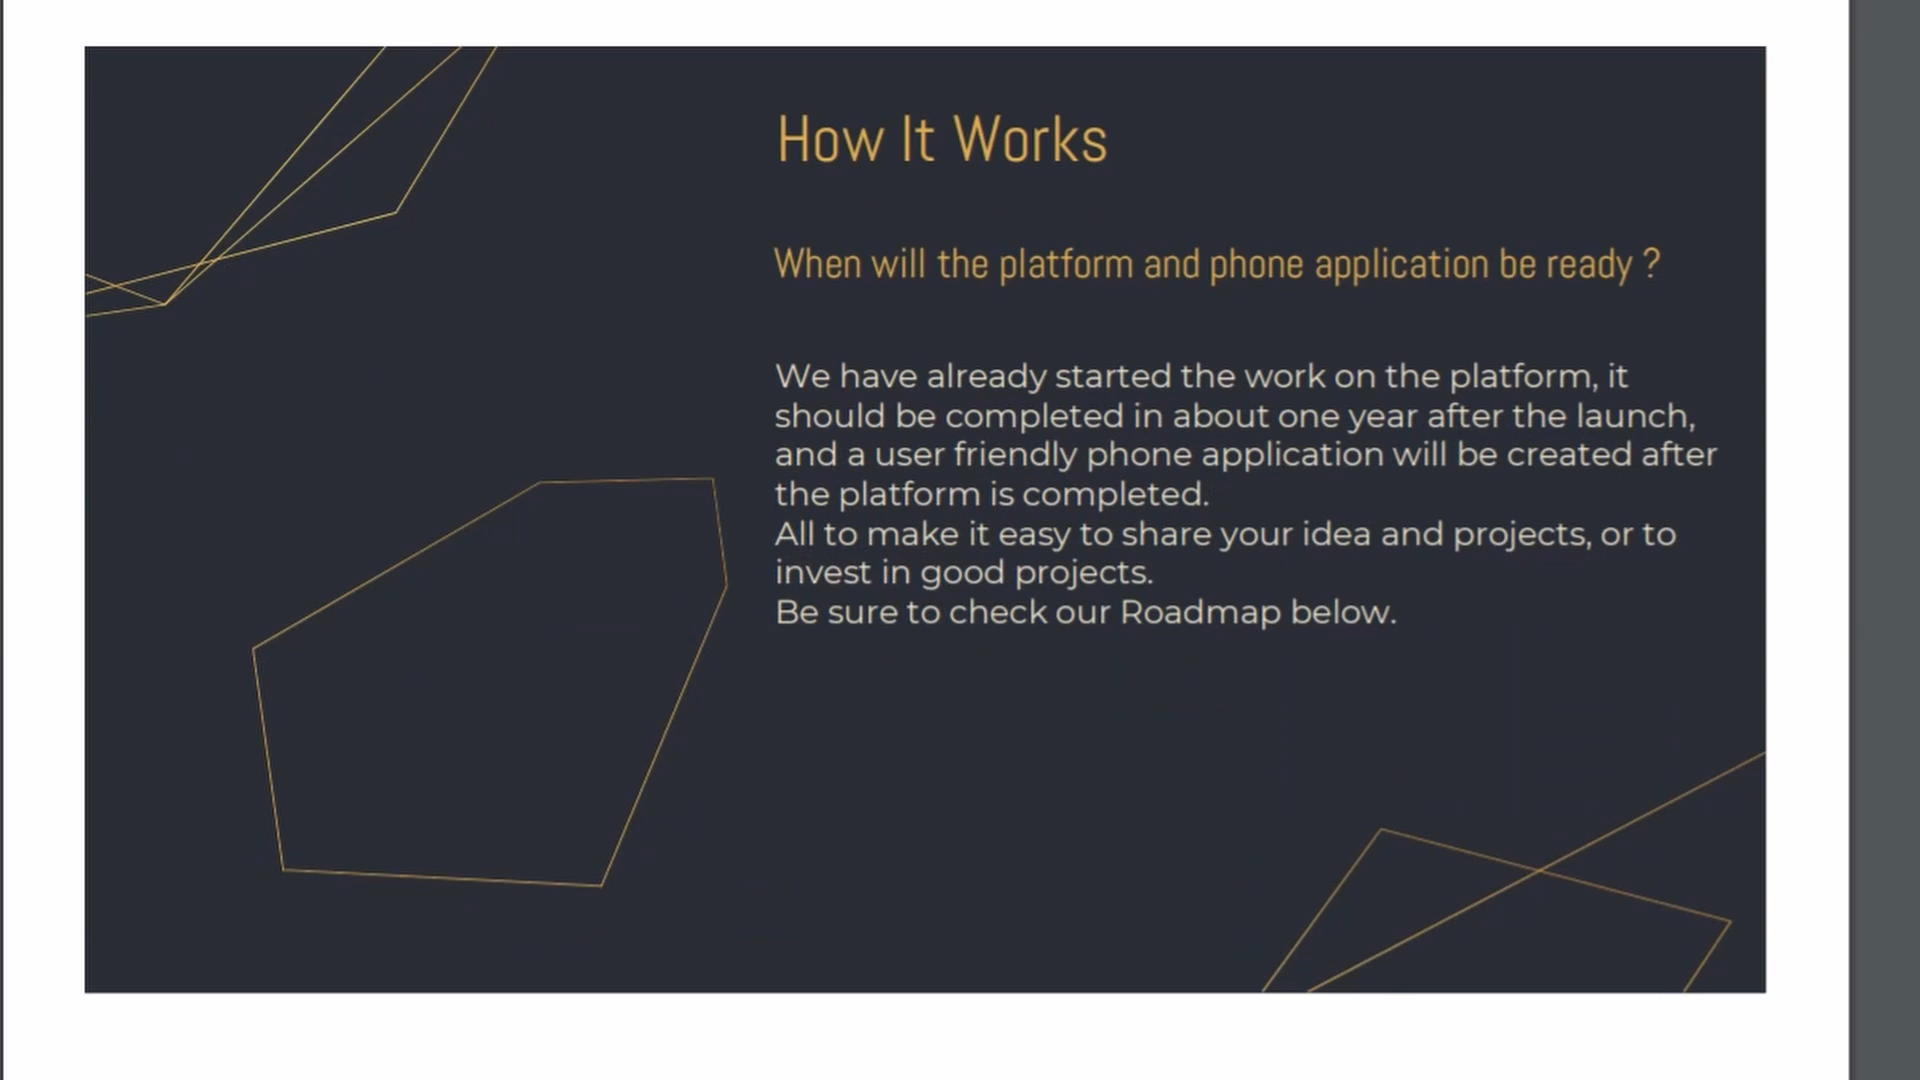 How It Works
When will the platform and phone application be ready ?
We have already started the work on the platform, it
should be completed in about one year after the launch,
and a user friendly phone application will be created after
the platform is completed.
All to make it easy to share your idea and projects, or to
invest in good projects.
Be sure to check our Roadmap below.